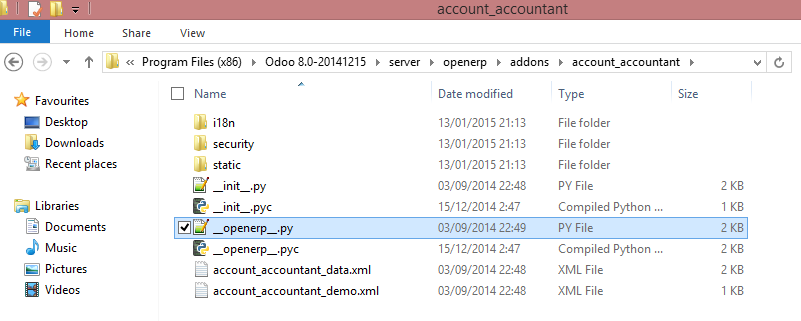 account_accountant
File Home Share View
Program Files (x86) Odoo 8.0-20141215 server openerp addons account_accountant
Name Date modified Type Size
Favourites
Desktop
Downloads
Recent places
Libraries
Documents
Music
Pictures
Videos
i18n 13/01/2015 21:13 File folder
security 13/01/2015 21:13 File folder
static 13/01/2015 21:13 File folder
__init__.py 03/09/2014 22:48 PY File 2 KB
__init__.pyc 15/12/2014 2:47 Compiled Python ... 1 KB
__openerp__.py 03/09/2014 22:49 PY File 2 KB
__openerp__.pyc 15/12/2014 2:47 Compiled Python ... 2 KB
account_accountant_data.xml 03/09/2014 22:48 XML File 2 KB
account_accountant_demo.xml 03/09/2014 22:48 XML File 1 KB